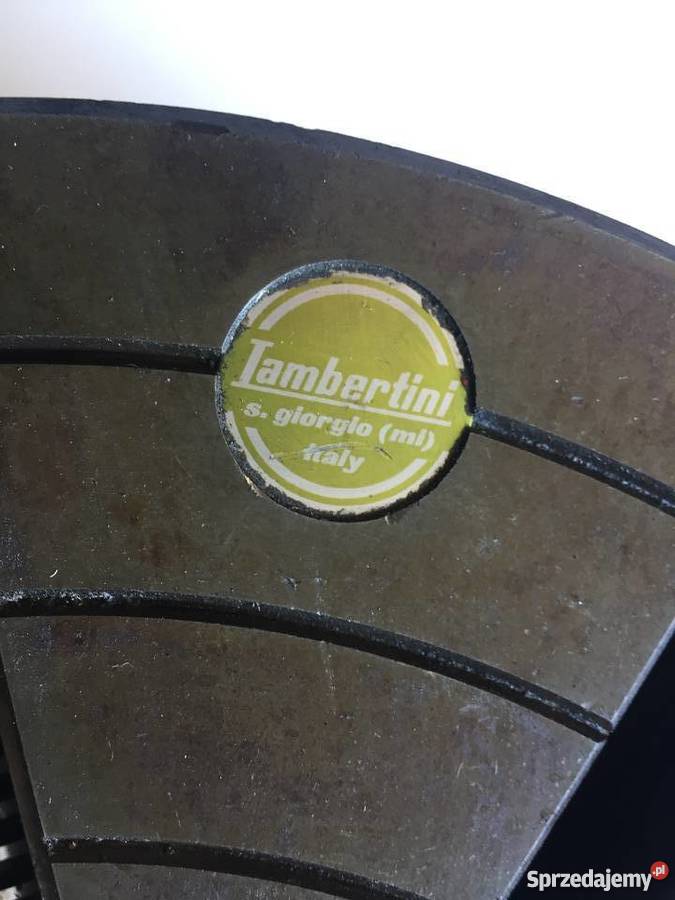 Lambertini
s. giorgio (mi)
italy
Sprzedajemy.pl